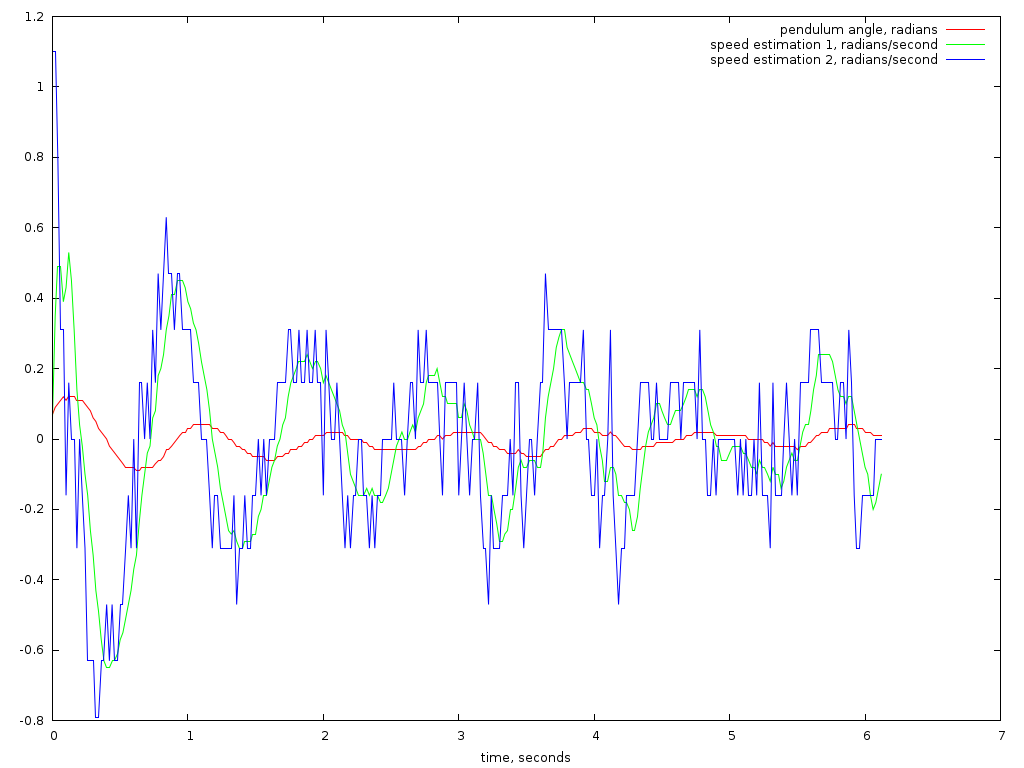 1.2
pendulum angle, radians
speed estimation 1, radians/second
speed estimation 2, radians/second
1
0.8
0.6
0.4
0.2
0
-0.2
-0.4
-0.6
-0.8
0 1 2 3 4 5 6 7
time, seconds